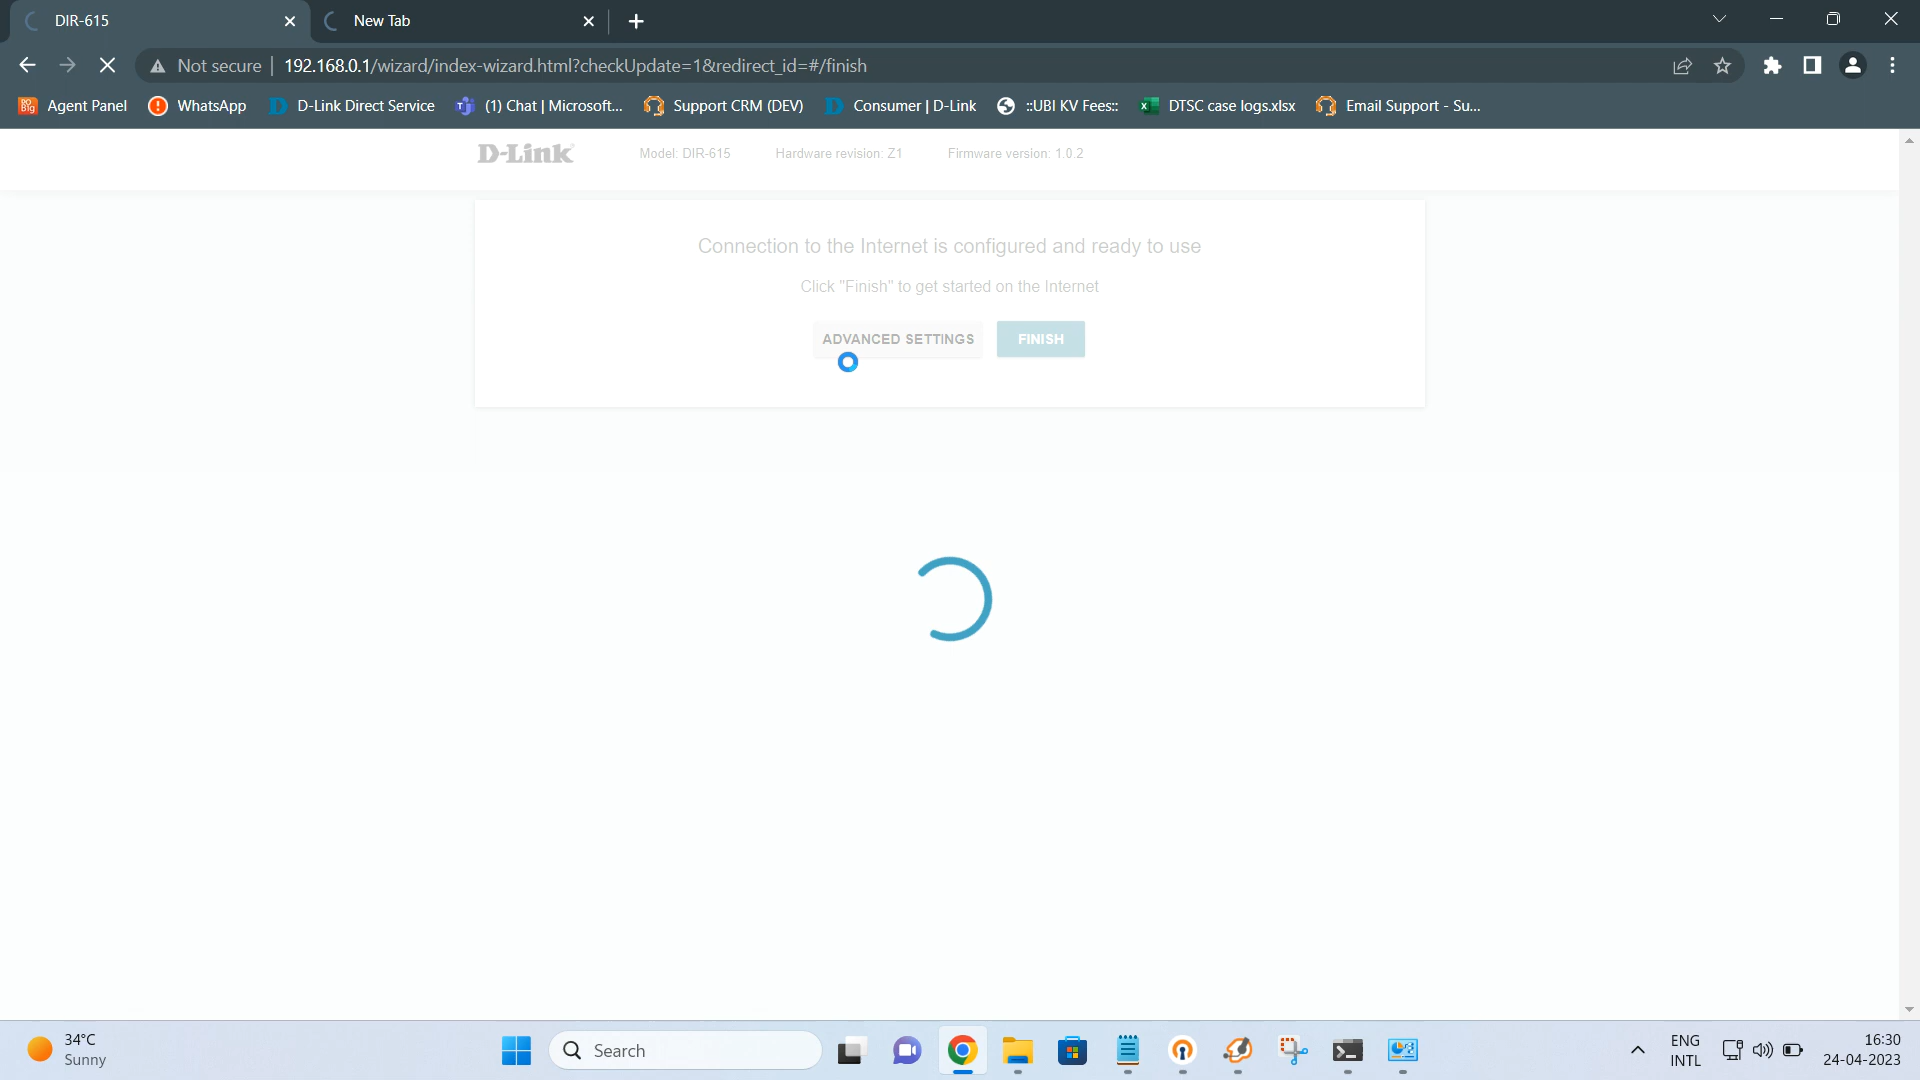 DIR-615
New Tab
Not secure
192.168.0.1/wizard/index-wizard.html?checkUpdate=1&redirect_id=#/finish
BO BIG Agent Panel
WhatsApp
D-Link Direct Service
(1) Chat | Microsoft...
Support CRM (DEV)
Consumer | D-Link
::UBI KV Fees::
DTSC case logs.xlsx
Email Support - Su...
D-Link
Model: DIR-615
Hardware revision: Z1
Firmware version: 1.0.2
Connection to the Internet is configured and ready to use
Click "Finish" to get started on the Internet
ADVANCED SETTINGS
FINISH
34°C
Sunny
Search
ENG
INTL
16:30
24-04-2023